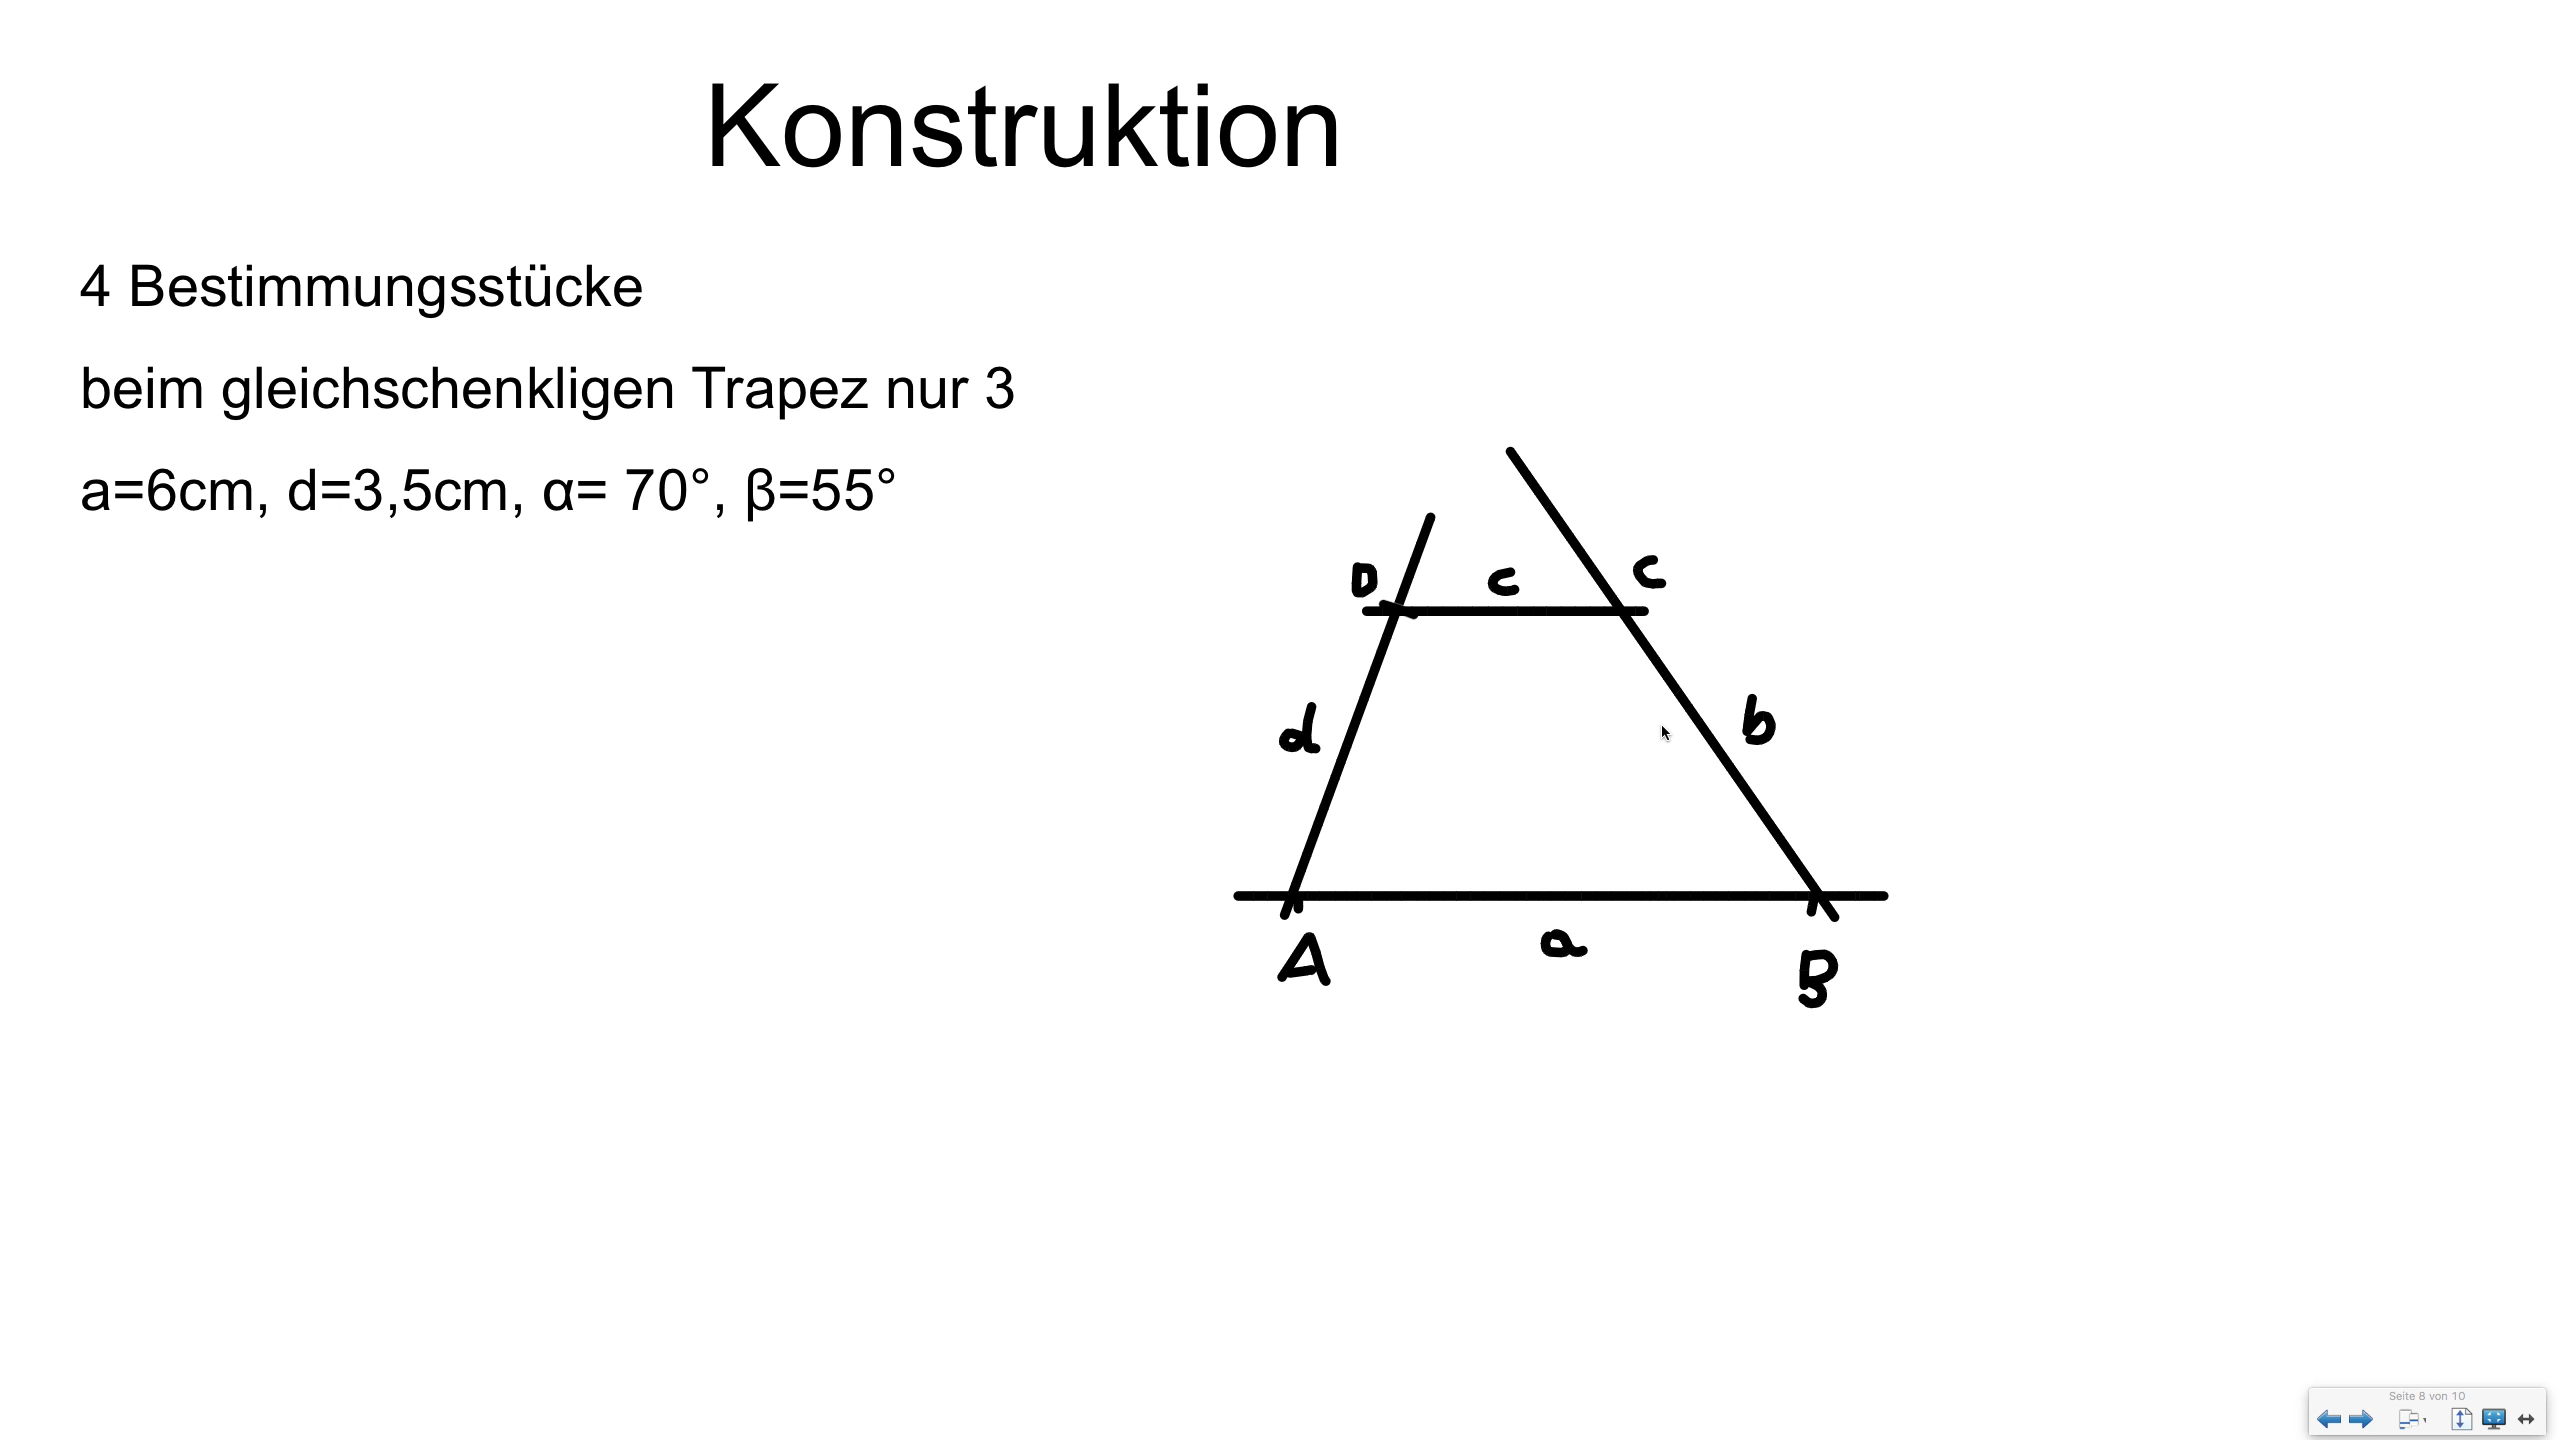 Konstruktion
4 Bestimmungsstücke
beim gleichschenkligen Trapez nur 3
a=6cm, d=3,5cm, α= 70°, β=55°
D c C
d b
A a B
Seite 8 von 10